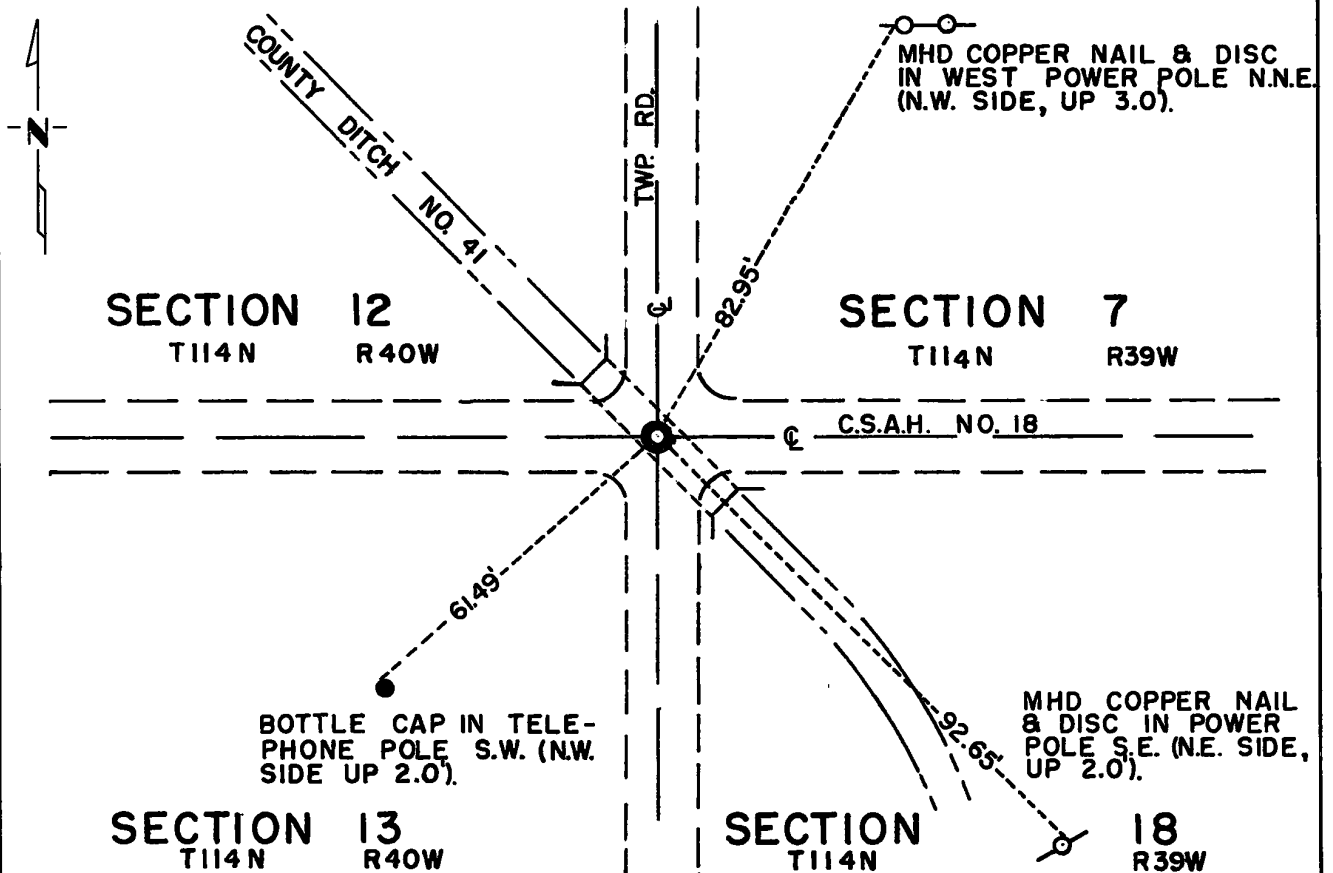 COUNTY DITCH NO. 41
N
TWP. RD.
MHD COPPER NAIL & DISC
IN WEST POWER POLE N.N.E.
(N.W. SIDE, UP 3.0').
82.95'
SECTION 12
T114N R40W
℄
SECTION 7
T114N R39W
℄ C.S.A.H. NO. 18
61.49'
BOTTLE CAP IN TELE-
PHONE POLE S.W. (N.W.
SIDE UP 2.0').
92.65'
MHD COPPER NAIL
& DISC IN POWER
POLE S.E. (N.E. SIDE,
UP 2.0').
SECTION 13
T114N R40W
SECTION 18
T114N R39W